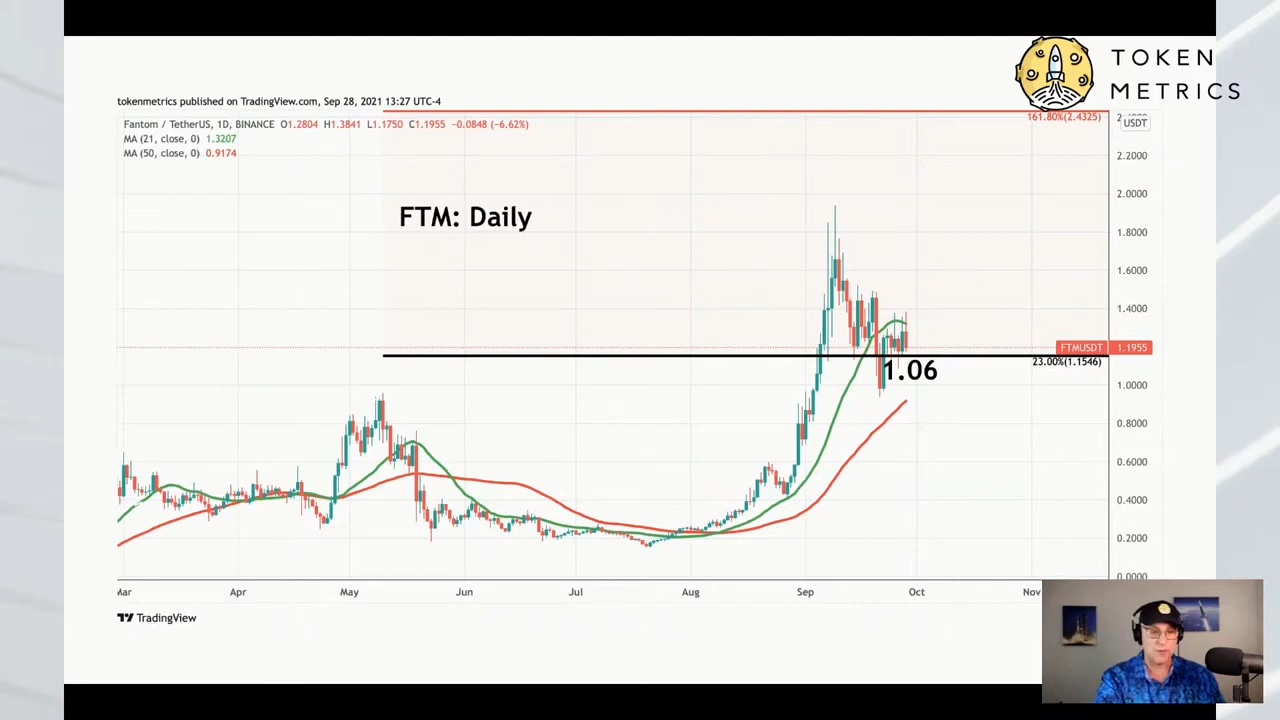 TOKEN
METRICS
tokenmetrics published on TradingView.com, Sep 28, 2021 13:27 UTC-4
161.80%(2.4325)
Fantom / TetherUS, 1D, BINANCE O1.2804 H1.3841 L1.1750 C1.1955 −0.0848 (−6.62%)
USDT
MA (21, close, 0) 1.3207
MA (50, close, 0) 0.9174
2.2000
2.0000
FTM: Daily
1.8000
1.6000
1.4000
FTMUSDT 1.1955
23.00%(1.1546)
1.06
1.0000
0.8000
0.6000
0.4000
0.2000
0.0000
Mar Apr May Jun Jul Aug Sep Oct Nov
TradingView